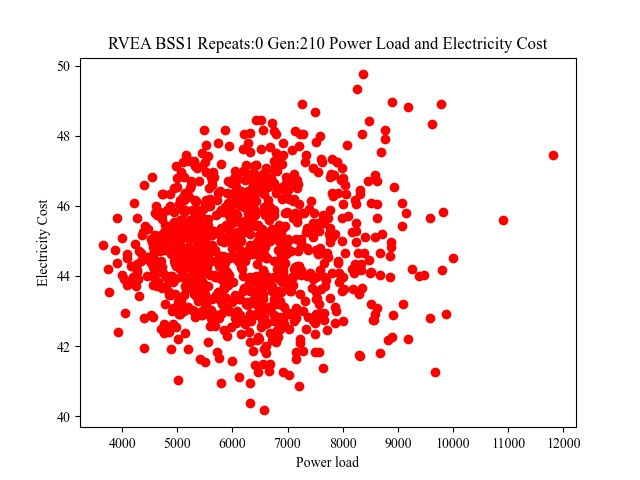 RVEA BSS1 Repeats:0 Gen:210 Power Load and Electricity Cost
50
48
46
44
42
40
Electricity Cost
4000 5000 6000 7000 8000 9000 10000 11000 12000
Power load